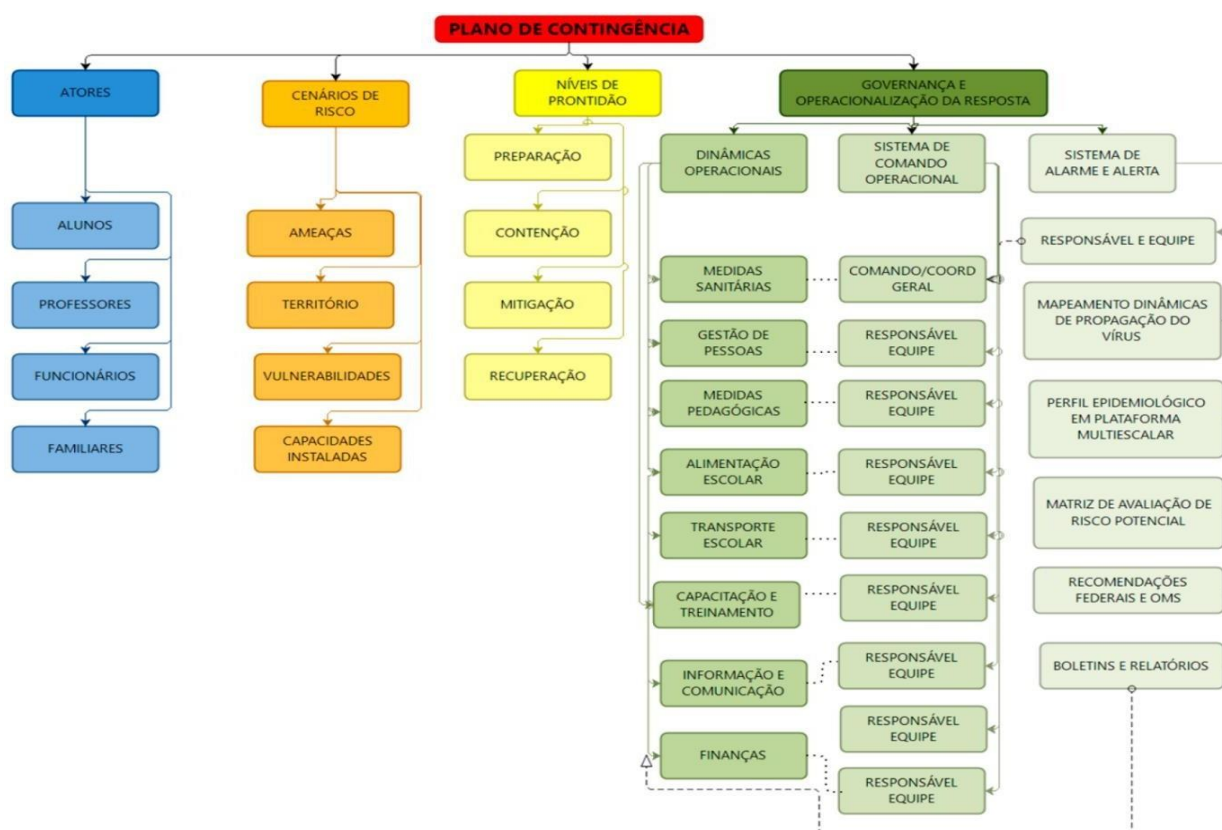 PLANO DE CONTINGÊNCIA
ATORES
ALUNOS
PROFESSORES
FUNCIONÁRIOS
FAMILIARES
CENÁRIOS DE
RISCO
AMEAÇAS
TERRITÓRIO
VULNERABILIDADES
CAPACIDADES
INSTALADAS
NÍVEIS DE
PRONTIDÃO
PREPARAÇÃO
CONTENÇÃO
MITIGAÇÃO
RECUPERAÇÃO
GOVERNANÇA E
OPERACIONALIZAÇÃO DA RESPOSTA
DINÂMICAS
OPERACIONAIS
MEDIDAS
SANITÁRIAS
GESTÃO DE
PESSOAS
MEDIDAS
PEDAGÓGICAS
ALIMENTAÇÃO
ESCOLAR
TRANSPORTE
ESCOLAR
CAPACITAÇÃO E
TREINAMENTO
INFORMAÇÃO E
COMUNICAÇÃO
FINANÇAS
SISTEMA DE
COMANDO
OPERACIONAL
COMANDO/COORD
GERAL
RESPONSÁVEL
EQUIPE
RESPONSÁVEL
EQUIPE
RESPONSÁVEL
EQUIPE
RESPONSÁVEL
EQUIPE
RESPONSÁVEL
EQUIPE
RESPONSÁVEL
EQUIPE
RESPONSÁVEL
EQUIPE
RESPONSÁVEL
EQUIPE
SISTEMA DE
ALARME E ALERTA
RESPONSÁVEL E EQUIPE
MAPEAMENTO DINÂMICAS
DE PROPAGAÇÃO DO
VÍRUS
PERFIL EPIDEMIOLÓGICO
EM PLATAFORMA
MULTIESCALAR
MATRIZ DE AVALIAÇÃO DE
RISCO POTENCIAL
RECOMENDAÇÕES
FEDERAIS E OMS
BOLETINS E RELATÓRIOS